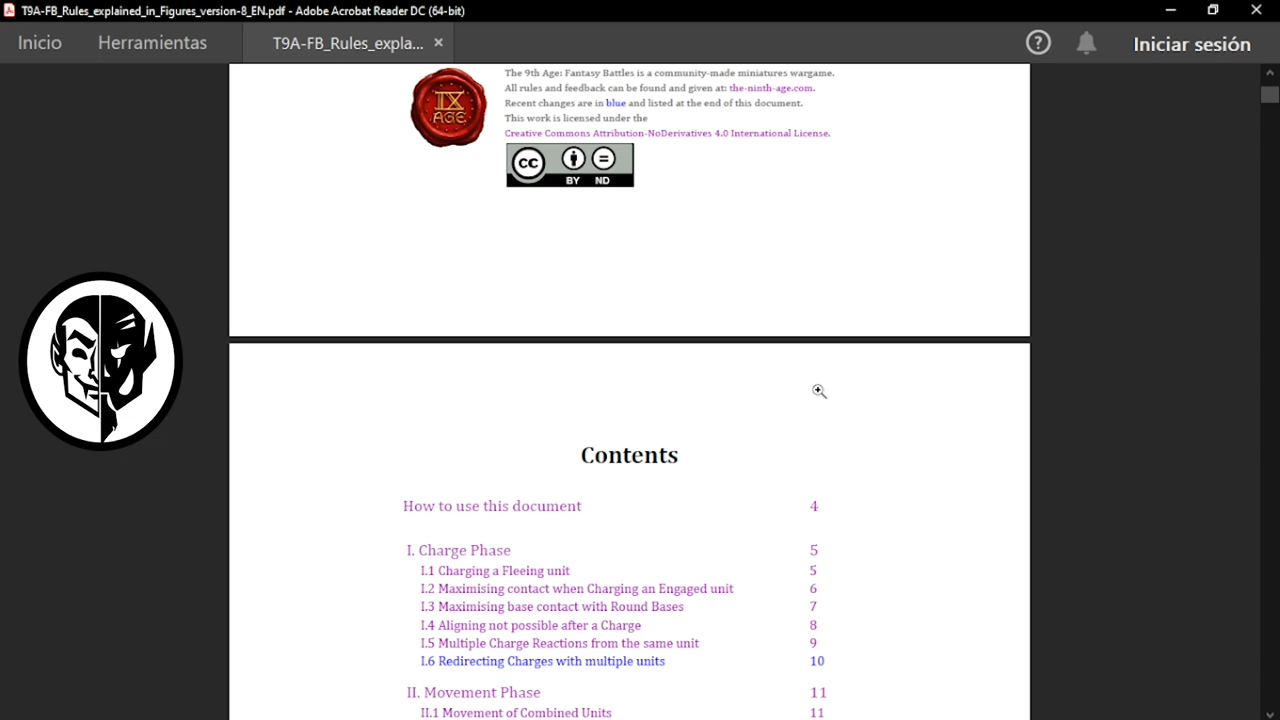 T9A-FB_Rules_explained_in_Figures_version-8_EN.pdf - Adobe Acrobat Reader DC (64-bit)
Inicio Herramientas T9A-FB_Rules_expla... × Iniciar sesión
The 9th Age: Fantasy Battles is a community-made miniatures wargame.
All rules and feedback can be found and given at: the-ninth-age.com.
Recent changes are in blue and listed at the end of this document.
This work is licensed under the
Creative Commons Attribution-NoDerivatives 4.0 International License.
IX
AGE
CC
BY ND
Contents
How to use this document 4
I. Charge Phase 5
I.1 Charging a Fleeing unit 5
I.2 Maximising contact when Charging an Engaged unit 6
I.3 Maximising base contact with Round Bases 7
I.4 Aligning not possible after a Charge 8
I.5 Multiple Charge Reactions from the same unit 9
I.6 Redirecting Charges with multiple units 10
II. Movement Phase 11
II.1 Movement of Combined Units 11